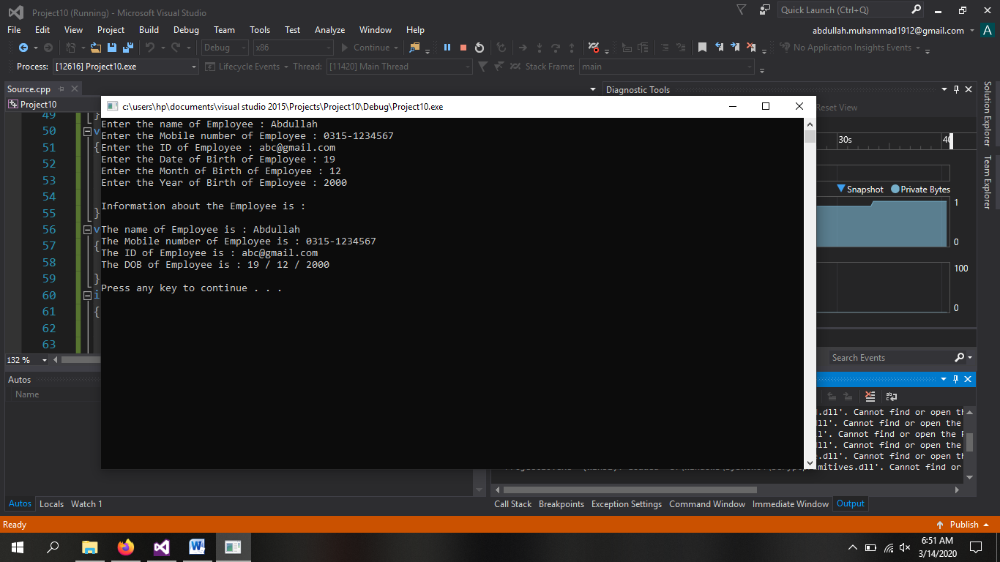 Project10 (Running) - Microsoft Visual Studio
Quick Launch (Ctrl+Q)
File Edit View Project Build Debug Team Tools Test Analyze Window Help
abdullah.muhammad1912@gmail.com A
Debug x86 Continue No Application Insights Events
Process: [12616] Project10.exe Lifecycle Events Thread: [11420] Main Thread Stack Frame: main
Source.cpp
Diagnostic Tools
Project10
c:\users\hp\documents\visual studio 2015\Projects\Project10\Debug\Project10.exe
Reset View
Enter the name of Employee : Abdullah
Enter the Mobile number of Employee : 0315-1234567
Enter the ID of Employee : abc@gmail.com
Enter the Date of Birth of Employee : 19
Enter the Month of Birth of Employee : 12
Enter the Year of Birth of Employee : 2000
Information about the Employee is :
The name of Employee is : Abdullah
The Mobile number of Employee is : 0315-1234567
The ID of Employee is : abc@gmail.com
The DOB of Employee is : 19 / 12 / 2000
Press any key to continue . . .
49 }
50 v
51 {
52
53
54
55 }
56 v
57 {
58
59 }
60 i
61 {
62
63
30s 40
Snapshot Private Bytes
1
0
100
0
Solution Explorer
Team Explorer
132 %
Search Events
Autos
Name
.dll'. Cannot find or open th
ll'. Cannot find or open the
l'. Cannot find or open the P
ll'. Cannot find or open the
.dll'. Cannot find or open th
mitives.dll'. Cannot find or
Autos Locals Watch 1
Call Stack Breakpoints Exception Settings Command Window Immediate Window Output
Ready
Publish
6:51 AM
3/14/2020